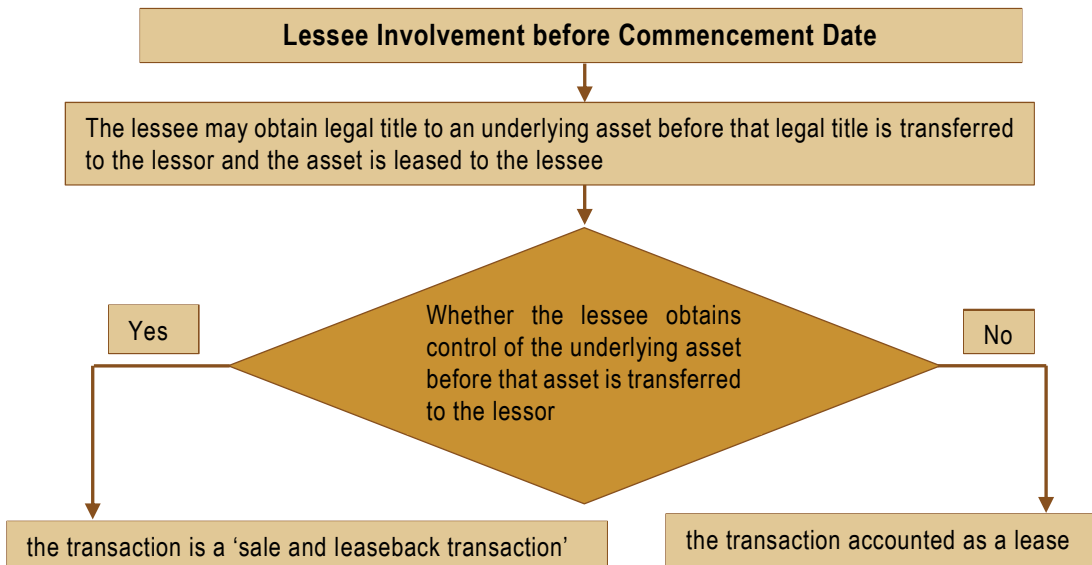 Lessee Involvement before Commencement Date
The lessee may obtain legal title to an underlying asset before that legal title is transferred
to the lessor and the asset is leased to the lessee
Yes
Whether the lessee obtains
control of the underlying asset
before that asset is transferred
to the lessor
No
the transaction is a ‘sale and leaseback transaction’
the transaction accounted as a lease